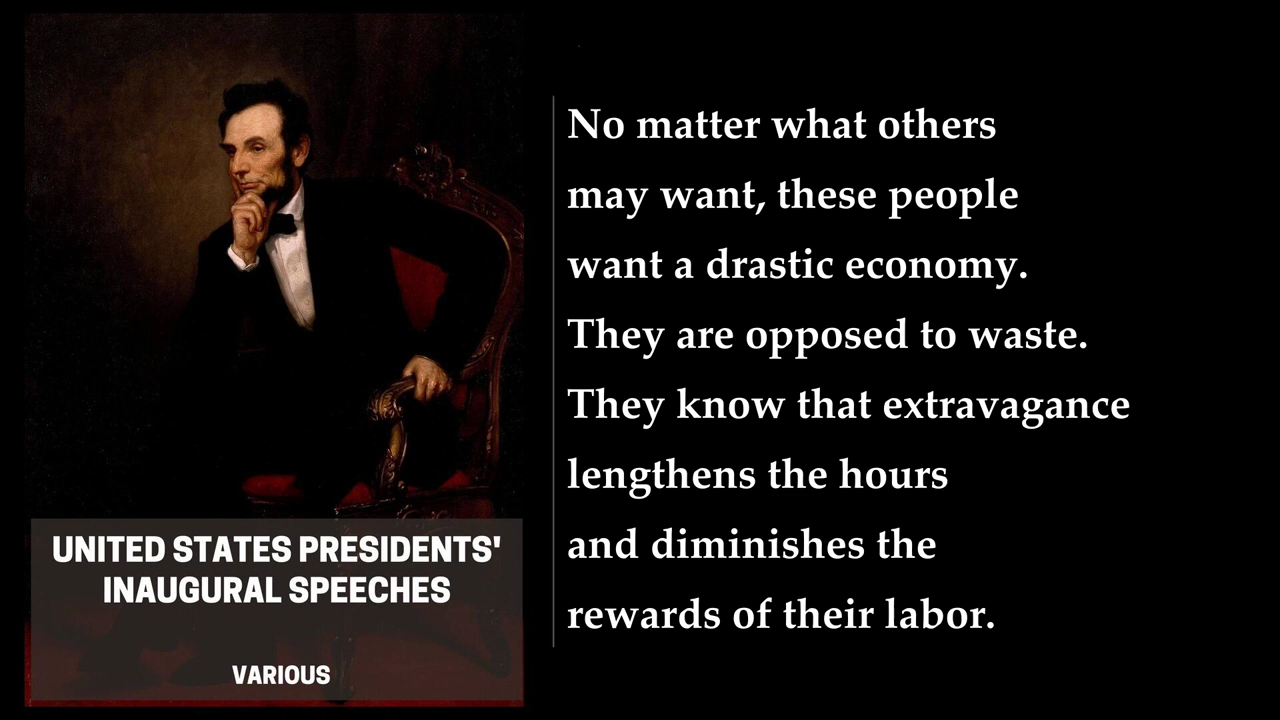 UNITED STATES PRESIDENTS'
INAUGURAL SPEECHES
VARIOUS
No matter what others
may want, these people
want a drastic economy.
They are opposed to waste.
They know that extravagance
lengthens the hours
and diminishes the
rewards of their labor.